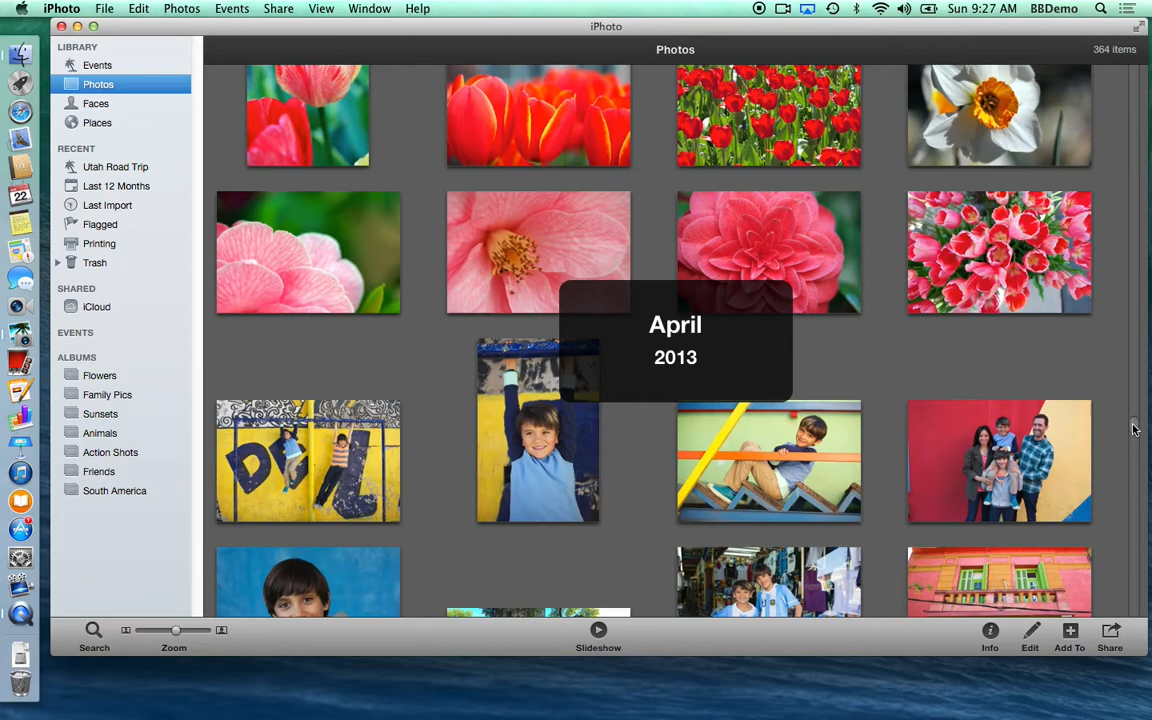 iPhoto File Edit Photos Events Share View Window Help Sun 9:27 AM BBDemo
iPhoto
LIBRARY
Events
Photos
Faces
Places
RECENT
Utah Road Trip
Last 12 Months
Last Import
Flagged
Printing
Trash
SHARED
iCloud
EVENTS
ALBUMS
Flowers
Family Pics
Sunsets
Animals
Action Shots
Friends
South America
Photos
364 items
April
2013
22
Search
Zoom
Slideshow
Info
Edit
Add To
Share